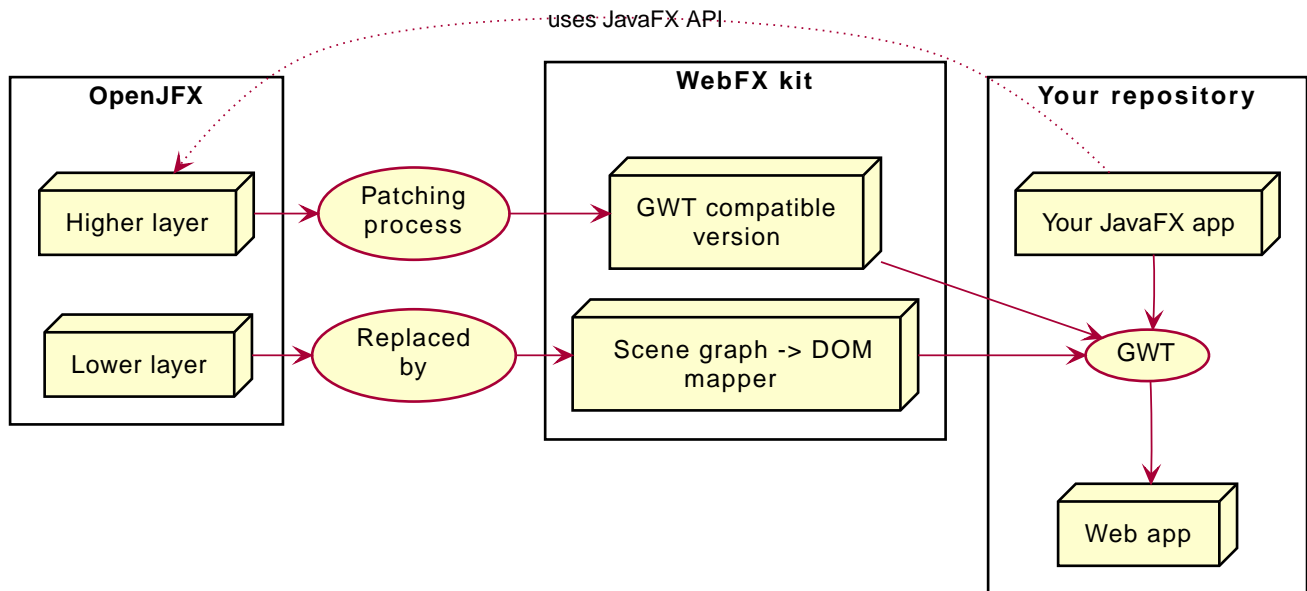 uses JavaFX API
OpenJFX
WebFX kit
Your repository
Higher layer
Patching
process
GWT compatible
version
Your JavaFX app
Lower layer
Replaced
by
Scene graph -> DOM
mapper
GWT
Web app